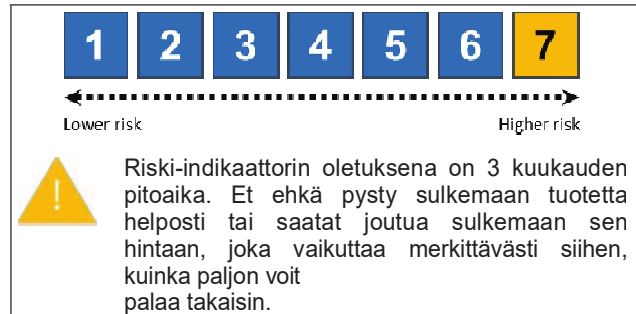 1 2 3 4 5 6 7
Lower risk Higher risk
!
Riski-indikaattorin oletuksena on 3 kuukauden
pitoaika. Et ehkä pysty sulkemaan tuotetta
helposti tai saatat joutua sulkemaan sen
hintaan, joka vaikuttaa merkittävästi siihen,
kuinka paljon voit
palaa takaisin.